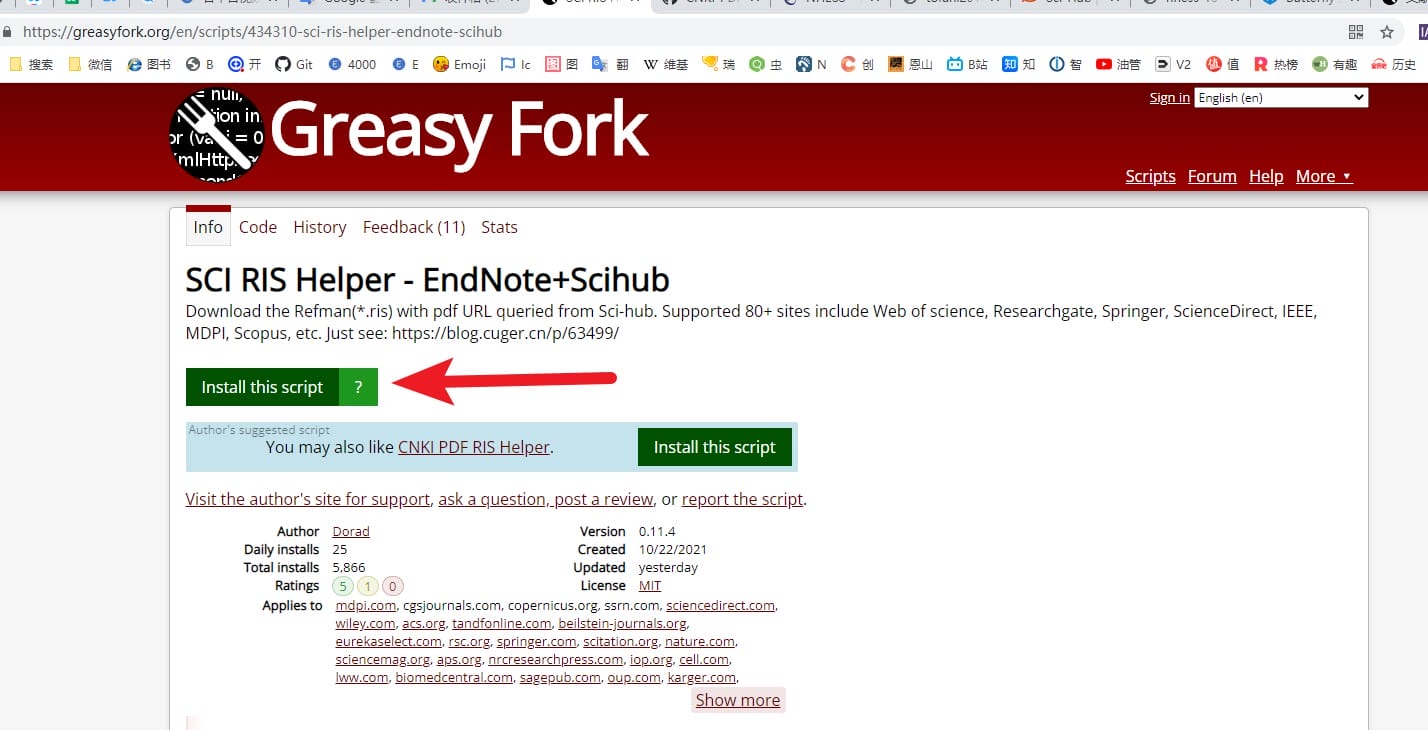 https://greasyfork.org/en/scripts/434310-sci-ris-helper-endnote-scihub
搜索 微信 图书 B 开 Git 4000 E Emoji lc 图 翻 维基 瑞 虫 N 创 恩山 B站 知 智 油管 V2 值 热榜 有趣 历史
= null,
tion in
or (va i = 0
XmlHttp
Greasy Fork
Sign in English (en)
Scripts Forum Help More ▼
Info Code History Feedback (11) Stats
SCI RIS Helper - EndNote+Scihub
Download the Refman(*.ris) with pdf URL queried from Sci-hub. Supported 80+ sites include Web of science, Researchgate, Springer, ScienceDirect, IEEE,
MDPI, Scopus, etc. Just see: https://blog.cuger.cn/p/63499/
Install this script ?
Author's suggested script
You may also like CNKI PDF RIS Helper. Install this script
Visit the author's site for support, ask a question, post a review, or report the script.
Author Dorad Version 0.11.4
Daily installs 25 Created 10/22/2021
Total installs 5,866 Updated yesterday
Ratings 5 1 0 License MIT
Applies to mdpi.com, cgsjournals.com, copernicus.org, ssrn.com, sciencedirect.com,
wiley.com, acs.org, tandfonline.com, beilstein-journals.org,
eurekaselect.com, rsc.org, springer.com, scitation.org, nature.com,
sciencemag.org, aps.org, nrcresearchpress.com, iop.org, cell.com,
lww.com, biomedcentral.com, sagepub.com, oup.com, karger.com,
Show more